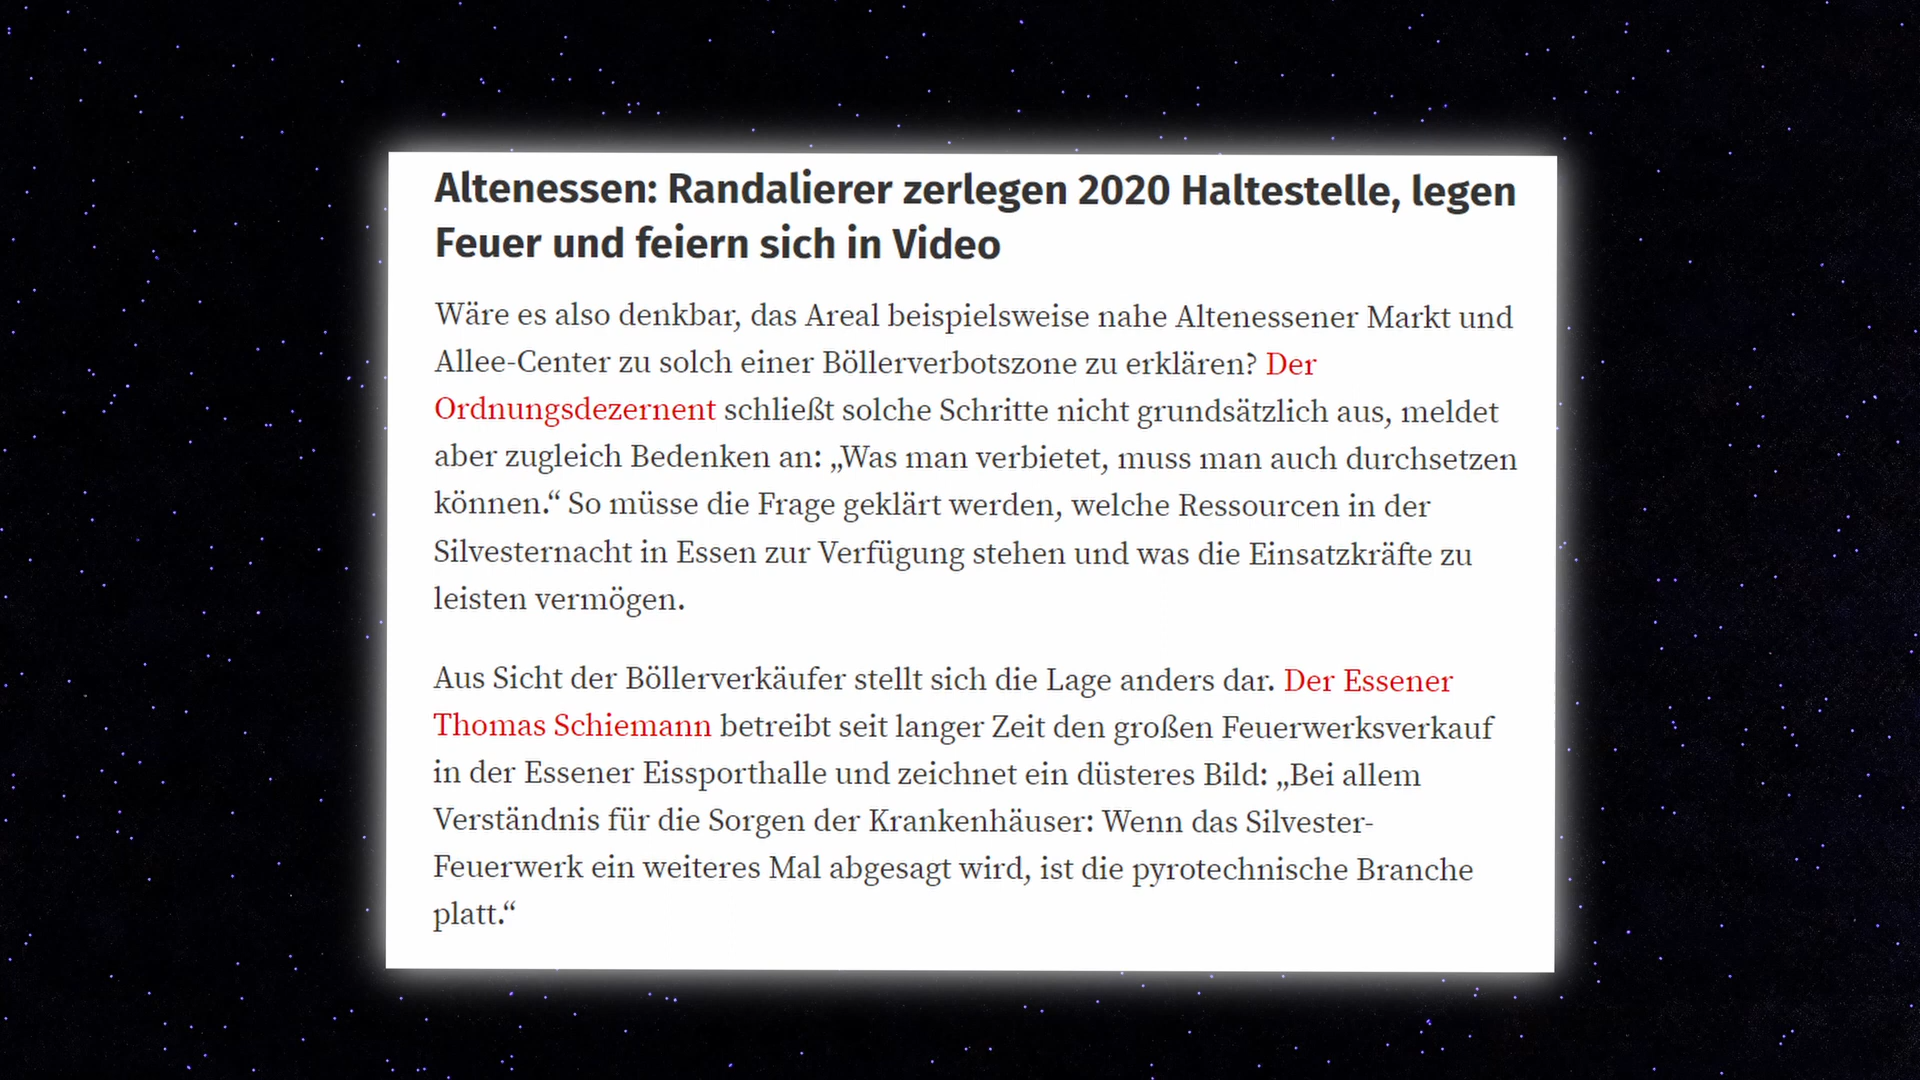 Altenessen: Randalierer zerlegen 2020 Haltestelle, legen
Feuer und feiern sich in Video
Wäre es also denkbar, das Areal beispielsweise nahe Altenessener Markt und
Allee-Center zu solch einer Böllerverbotszone zu erklären? Der
Ordnungsdezernent schließt solche Schritte nicht grundsätzlich aus, meldet
aber zugleich Bedenken an: „Was man verbietet, muss man auch durchsetzen
können.“ So müsse die Frage geklärt werden, welche Ressourcen in der
Silvesternacht in Essen zur Verfügung stehen und was die Einsatzkräfte zu
leisten vermögen.
Aus Sicht der Böllerverkäufer stellt sich die Lage anders dar. Der Essener
Thomas Schiemann betreibt seit langer Zeit den großen Feuerwerksverkauf
in der Essener Eissporthalle und zeichnet ein düsteres Bild: „Bei allem
Verständnis für die Sorgen der Krankenhäuser: Wenn das Silvester-
Feuerwerk ein weiteres Mal abgesagt wird, ist die pyrotechnische Branche
platt.“